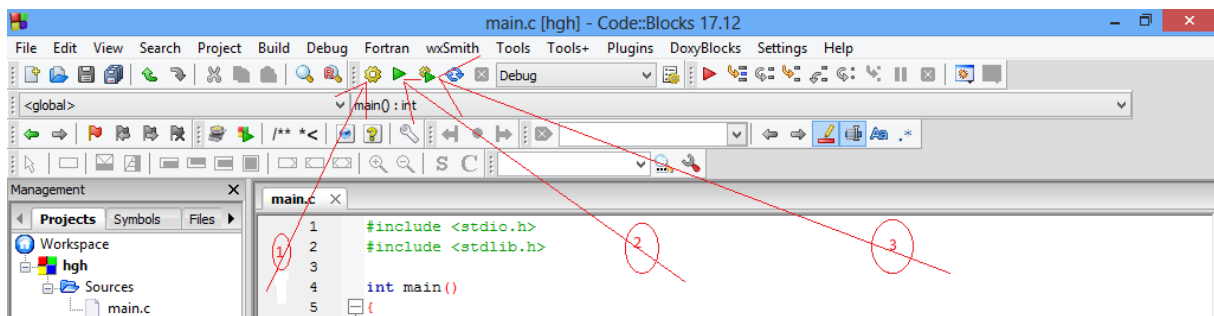 main.c [hgh] - Code::Blocks 17.12
File Edit View Search Project Build Debug Fortran wxSmith Tools Tools+ Plugins DoxyBlocks Settings Help
Debug
<global> main() : int
/** *<
S C
Management
main.c
Projects Symbols Files
1 #include <stdio.h>
Workspace
2 #include <stdlib.h>
hgh
3
Sources
4 int main()
main.c
5 {
1
2
3